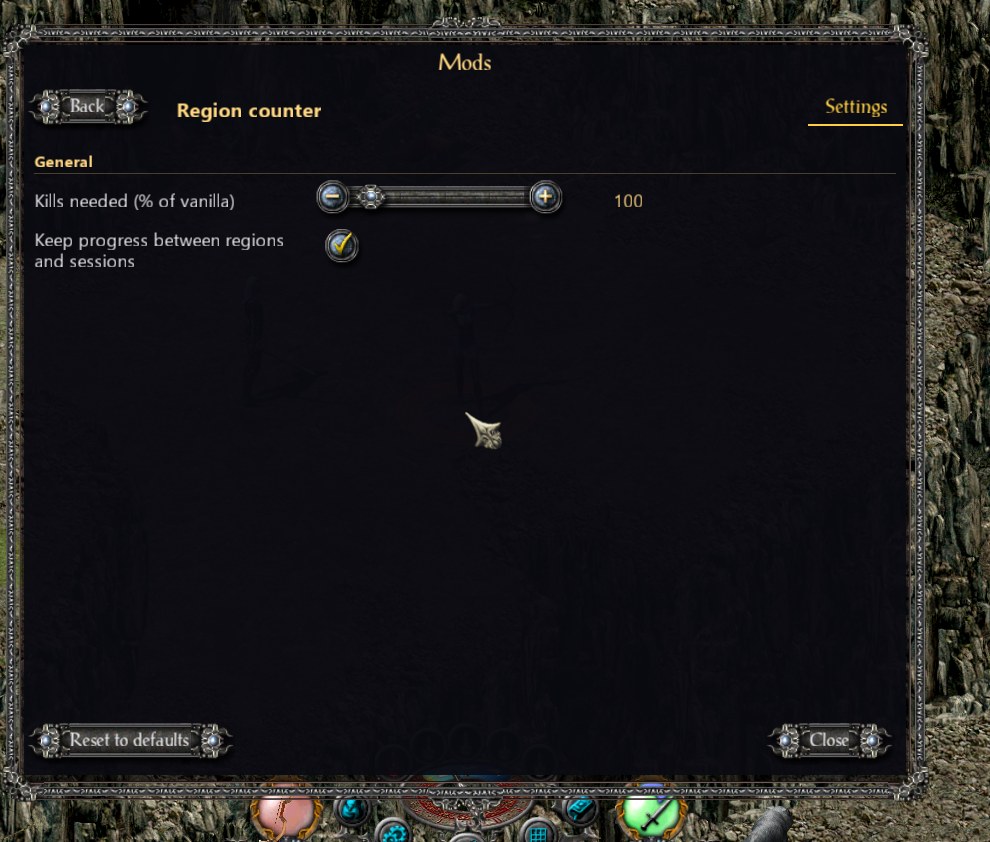 Mods
Back
Region counter
Settings
General
Kills needed (% of vanilla)
100
Keep progress between regions
and sessions
Reset to defaults
Close